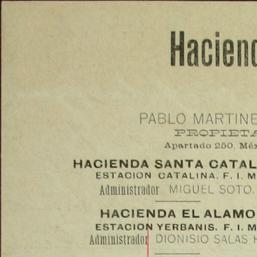 Haciend
PABLO MARTINE
PROPIETA
Apartado 250, Méx
HACIENDA SANTA CATAL
ESTACION CATALINA, F. I. M
Administrador MIGUEL SOTO.
HACIENDA EL ALAMO
ESTACION YERBANIS, F. I. M
Administrador DIONISIO SALAS H